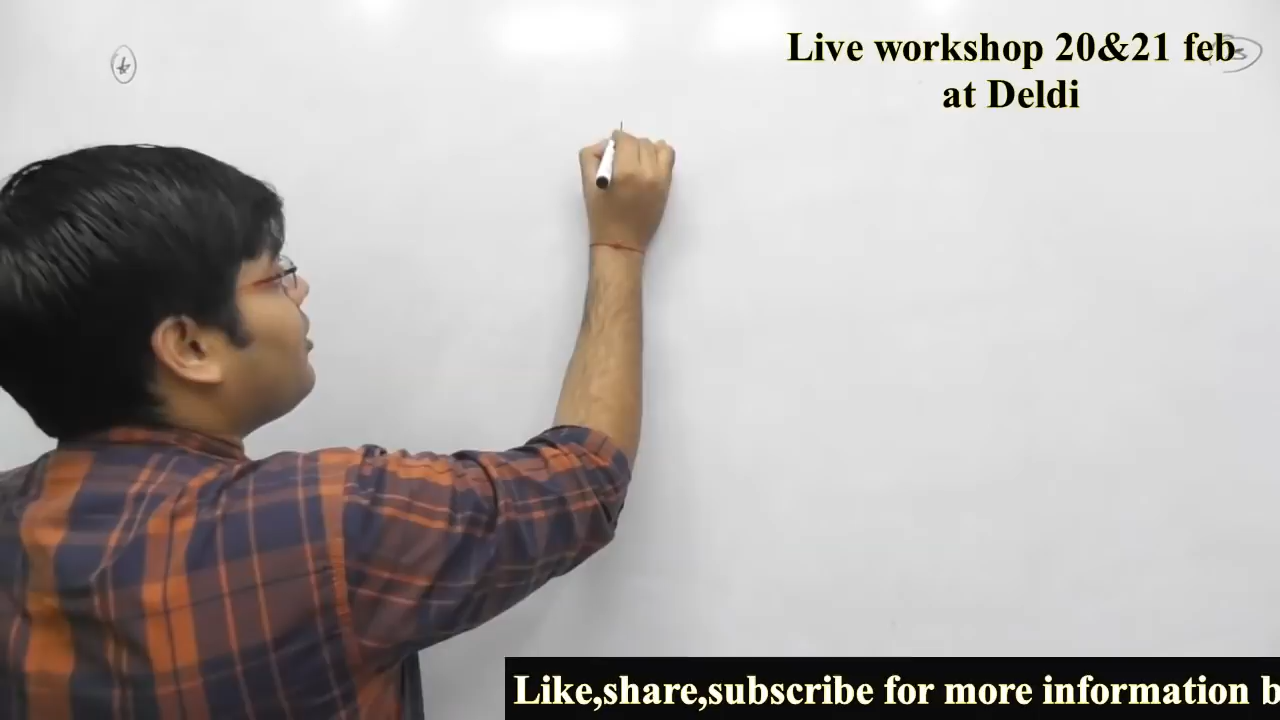 Live workshop 20&21 feb
at Deldi
Like,share,subscribe for more information b